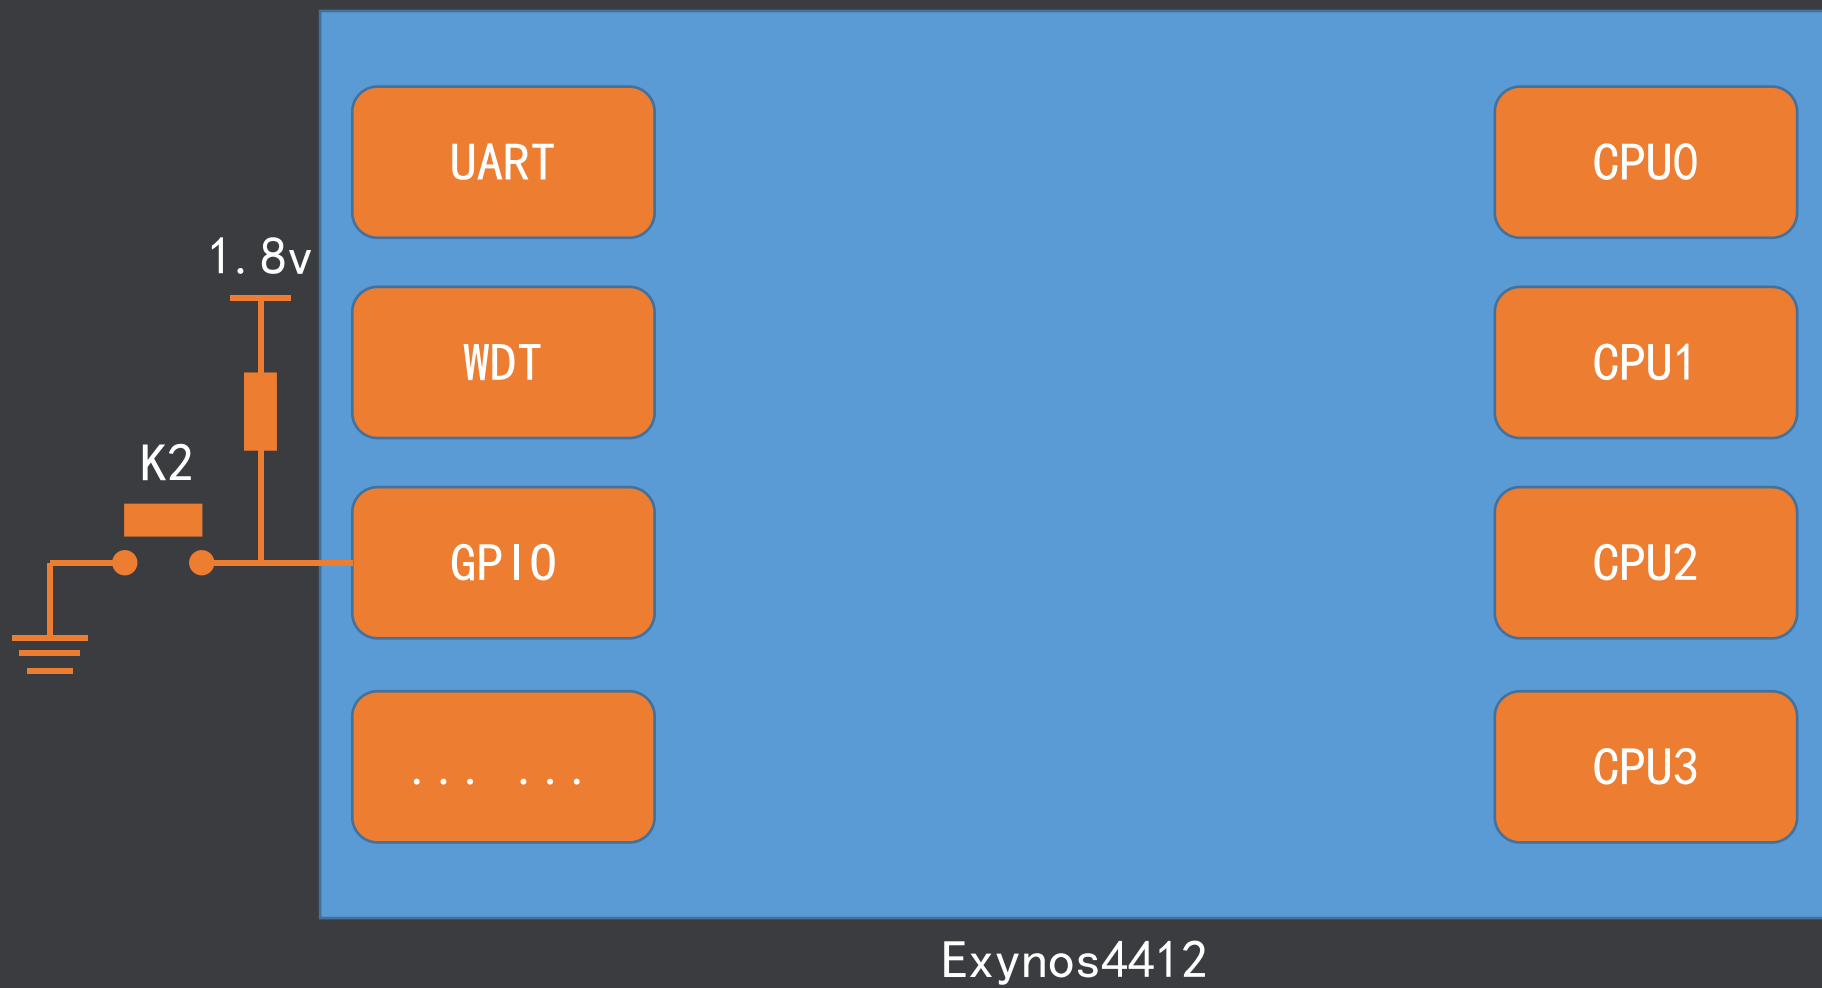 UART
CPU0
1.8v
WDT
CPU1
K2
GPIO
CPU2
... ...
CPU3
Exynos4412